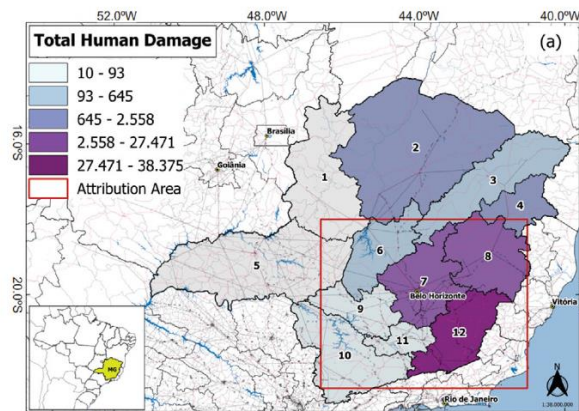 52.0°W 48.0°W 44.0°W 40.0°W
Total Human Damage
(a)
10 - 93
93 - 645
645 - 2.558
2.558 - 27.471
27.471 - 38.375
Attribution Area
16.0°S
20.0°S
Brasília
Goiânia
1
2
3
4
5
6
7
8
Belo Horizonte
Vitória
9
10
11
12
MG
Rio de Janeiro
N